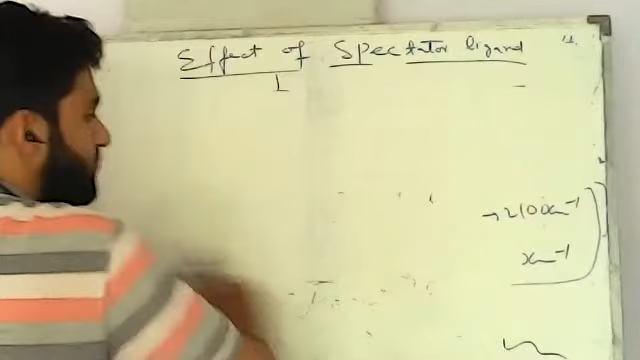 Effect of Spectator ligand
→ 2100 cm⁻¹
cm⁻¹